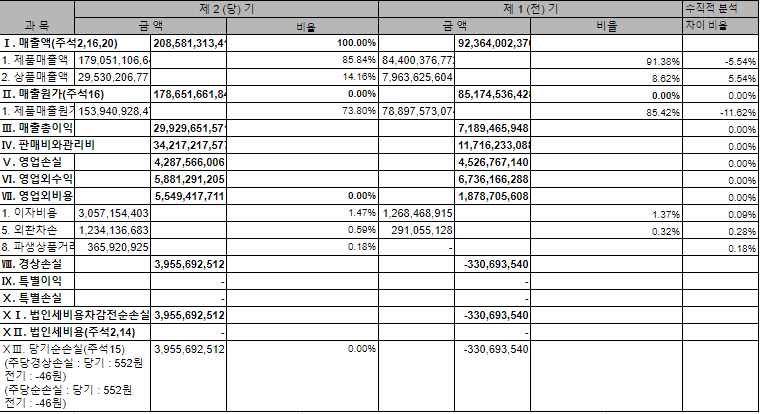 과 목 제 2 (당) 기 제 1 (전) 기 수직적 분석
금 액 비율 금 액 비율 차이 비율
Ⅰ. 매출액(주석2,16,20) 208,581,313,41 100.00% 92,364,002,376
1. 제품매출액 179,051,106,64 85.84% 84,400,376,772 91.38% -5.54%
2. 상품매출액 29,530,206,77 14.16% 7,963,625,604 8.62% 5.54%
Ⅱ. 매출원가(주석16) 178,651,661,84 0.00% 85,174,536,428 0.00% 0.00%
1. 제품매출원가 153,940,928,47 73.80% 78,897,573,074 85.42% -11.62%
Ⅲ. 매출총이익 29,929,651,571 7,189,465,948 0.00%
Ⅳ. 판매비와관리비 34,217,217,577 11,716,233,088 0.00%
Ⅴ. 영업손실 4,287,566,006 4,526,767,140 0.00%
Ⅵ. 영업외수익 5,881,291,205 6,736,166,288 0.00%
Ⅶ. 영업외비용 5,549,417,711 0.00% 1,878,705,608 0.00%
1. 이자비용 3,057,154,403 1.47% 1,268,468,915 1.37% 0.09%
5. 외환차손 1,234,136,683 0.59% 291,055,128 0.32% 0.28%
8. 파생상품거래 365,920,925 0.18% - 0.18%
Ⅷ. 경상손실 3,955,692,512 -330,693,540
Ⅸ. 특별이익 - -
Ⅹ. 특별손실 - -
ⅩⅠ. 법인세비용차감전순손실 3,955,692,512 -330,693,540
ⅩⅡ. 법인세비용(주석2,14) - -
ⅩⅢ. 당기순손실(주석15) 3,955,692,512 0.00% -330,693,540
(주당경상손실 : 당기 : 552원
전기 : -46원)
(주당순손실 : 당기 : 552원
전기 : -46원)